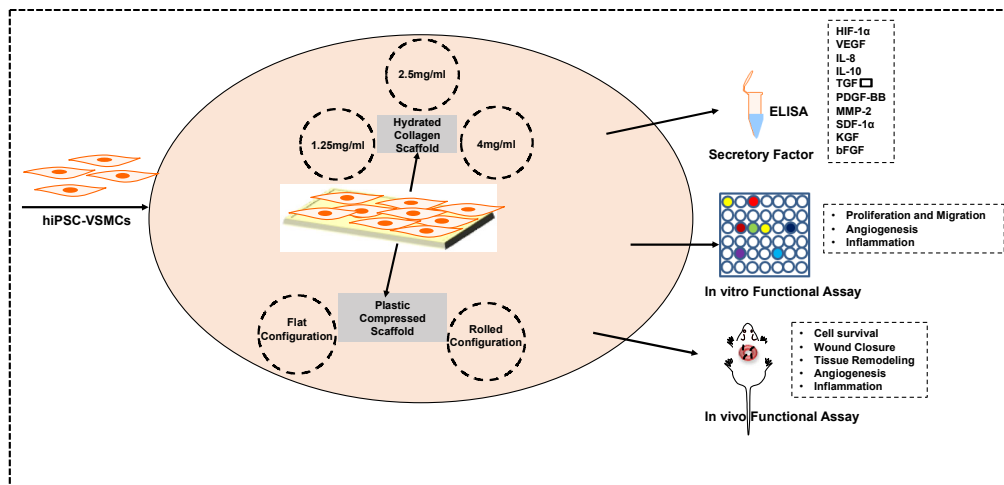 hiPSC-VSMCs
2.5mg/ml
1.25mg/ml
Hydrated
Collagen
Scaffold
4mg/ml
Plastic
Compressed
Scaffold
Flat
Configuration
Rolled
Configuration
ELISA
Secretory Factor
HIF-1α
VEGF
IL-8
IL-10
TGF□
PDGF-BB
MMP-2
SDF-1α
KGF
bFGF
In vitro Functional Assay
• Proliferation and Migration
• Angiogenesis
• Inflammation
In vivo Functional Assay
• Cell survival
• Wound Closure
• Tissue Remodeling
• Angiogenesis
• Inflammation